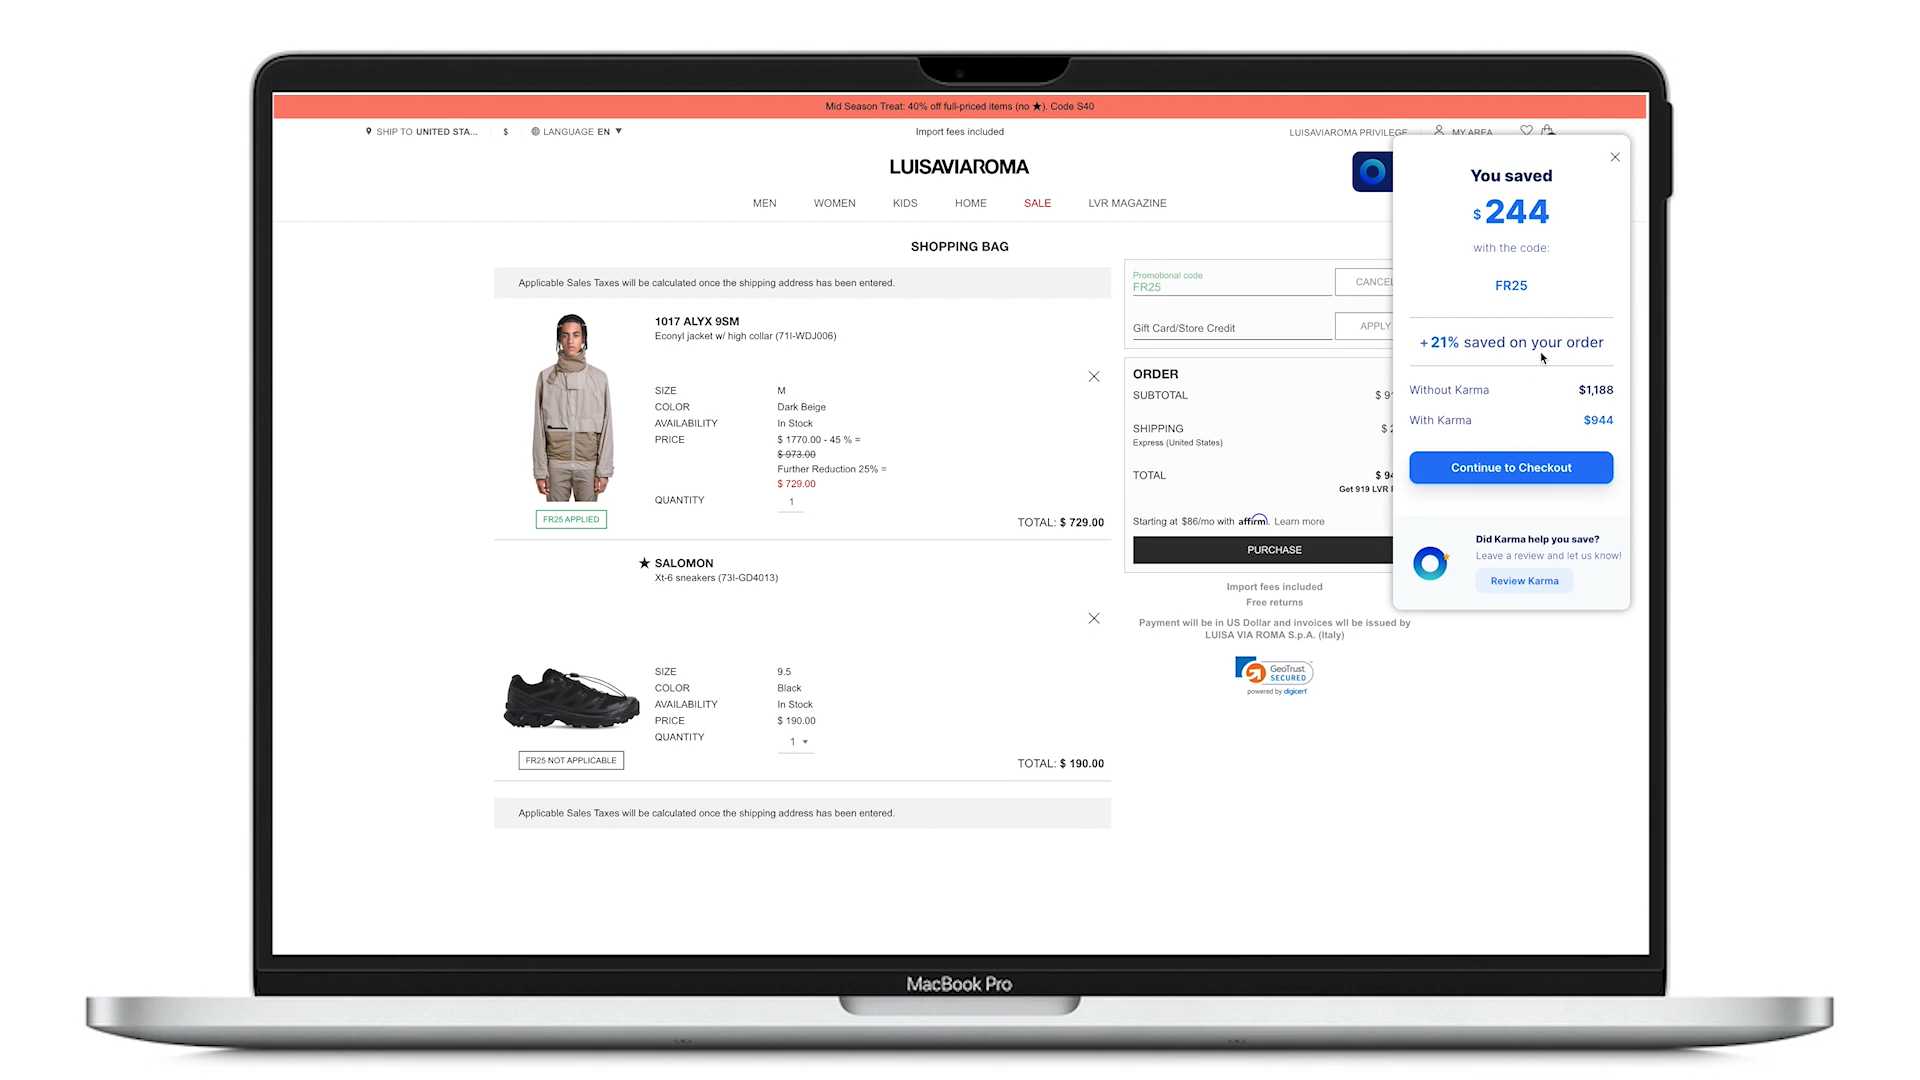 Mid Season Treat: 40% off full-priced items (no ★). Code S40
SHIP TO UNITED STA... $ LANGUAGE EN ▼
Import fees included
LUISAVIAROMA PRIVILEGE MY AREA
LUISAVIAROMA
MEN WOMEN KIDS HOME SALE LVR MAGAZINE
SHOPPING BAG
Applicable Sales Taxes will be calculated once the shipping address has been entered.
1017 ALYX 9SM
Econyl jacket w/ high collar (71I-WDJ006)
SIZE M
COLOR Dark Beige
AVAILABILITY In Stock
PRICE $ 1770.00 - 45 % =
$ 973.00
Further Reduction 25% =
$ 729.00
QUANTITY 1
FR25 APPLIED
TOTAL: $ 729.00
★ SALOMON
Xt-6 sneakers (73I-GD4013)
SIZE 9.5
COLOR Black
AVAILABILITY In Stock
PRICE $ 190.00
QUANTITY 1
FR25 NOT APPLICABLE
TOTAL: $ 190.00
Applicable Sales Taxes will be calculated once the shipping address has been entered.
Promotional code
FR25
CANCEL
Gift Card/Store Credit
APPLY
ORDER
SUBTOTAL $ 91
SHIPPING $ 2
Express (United States)
TOTAL $ 94
Get 919 LVR
Starting at $86/mo with affirm. Learn more
PURCHASE
Import fees included
Free returns
Payment will be in US Dollar and invoices wll be issued by
LUISA VIA ROMA S.p.A. (Italy)
GeoTrust
SECURED
powered by digicert
You saved
$ 244
with the code:
FR25
+ 21% saved on your order
Without Karma $1,188
With Karma $944
Continue to Checkout
Did Karma help you save?
Leave a review and let us know!
Review Karma
MacBook Pro